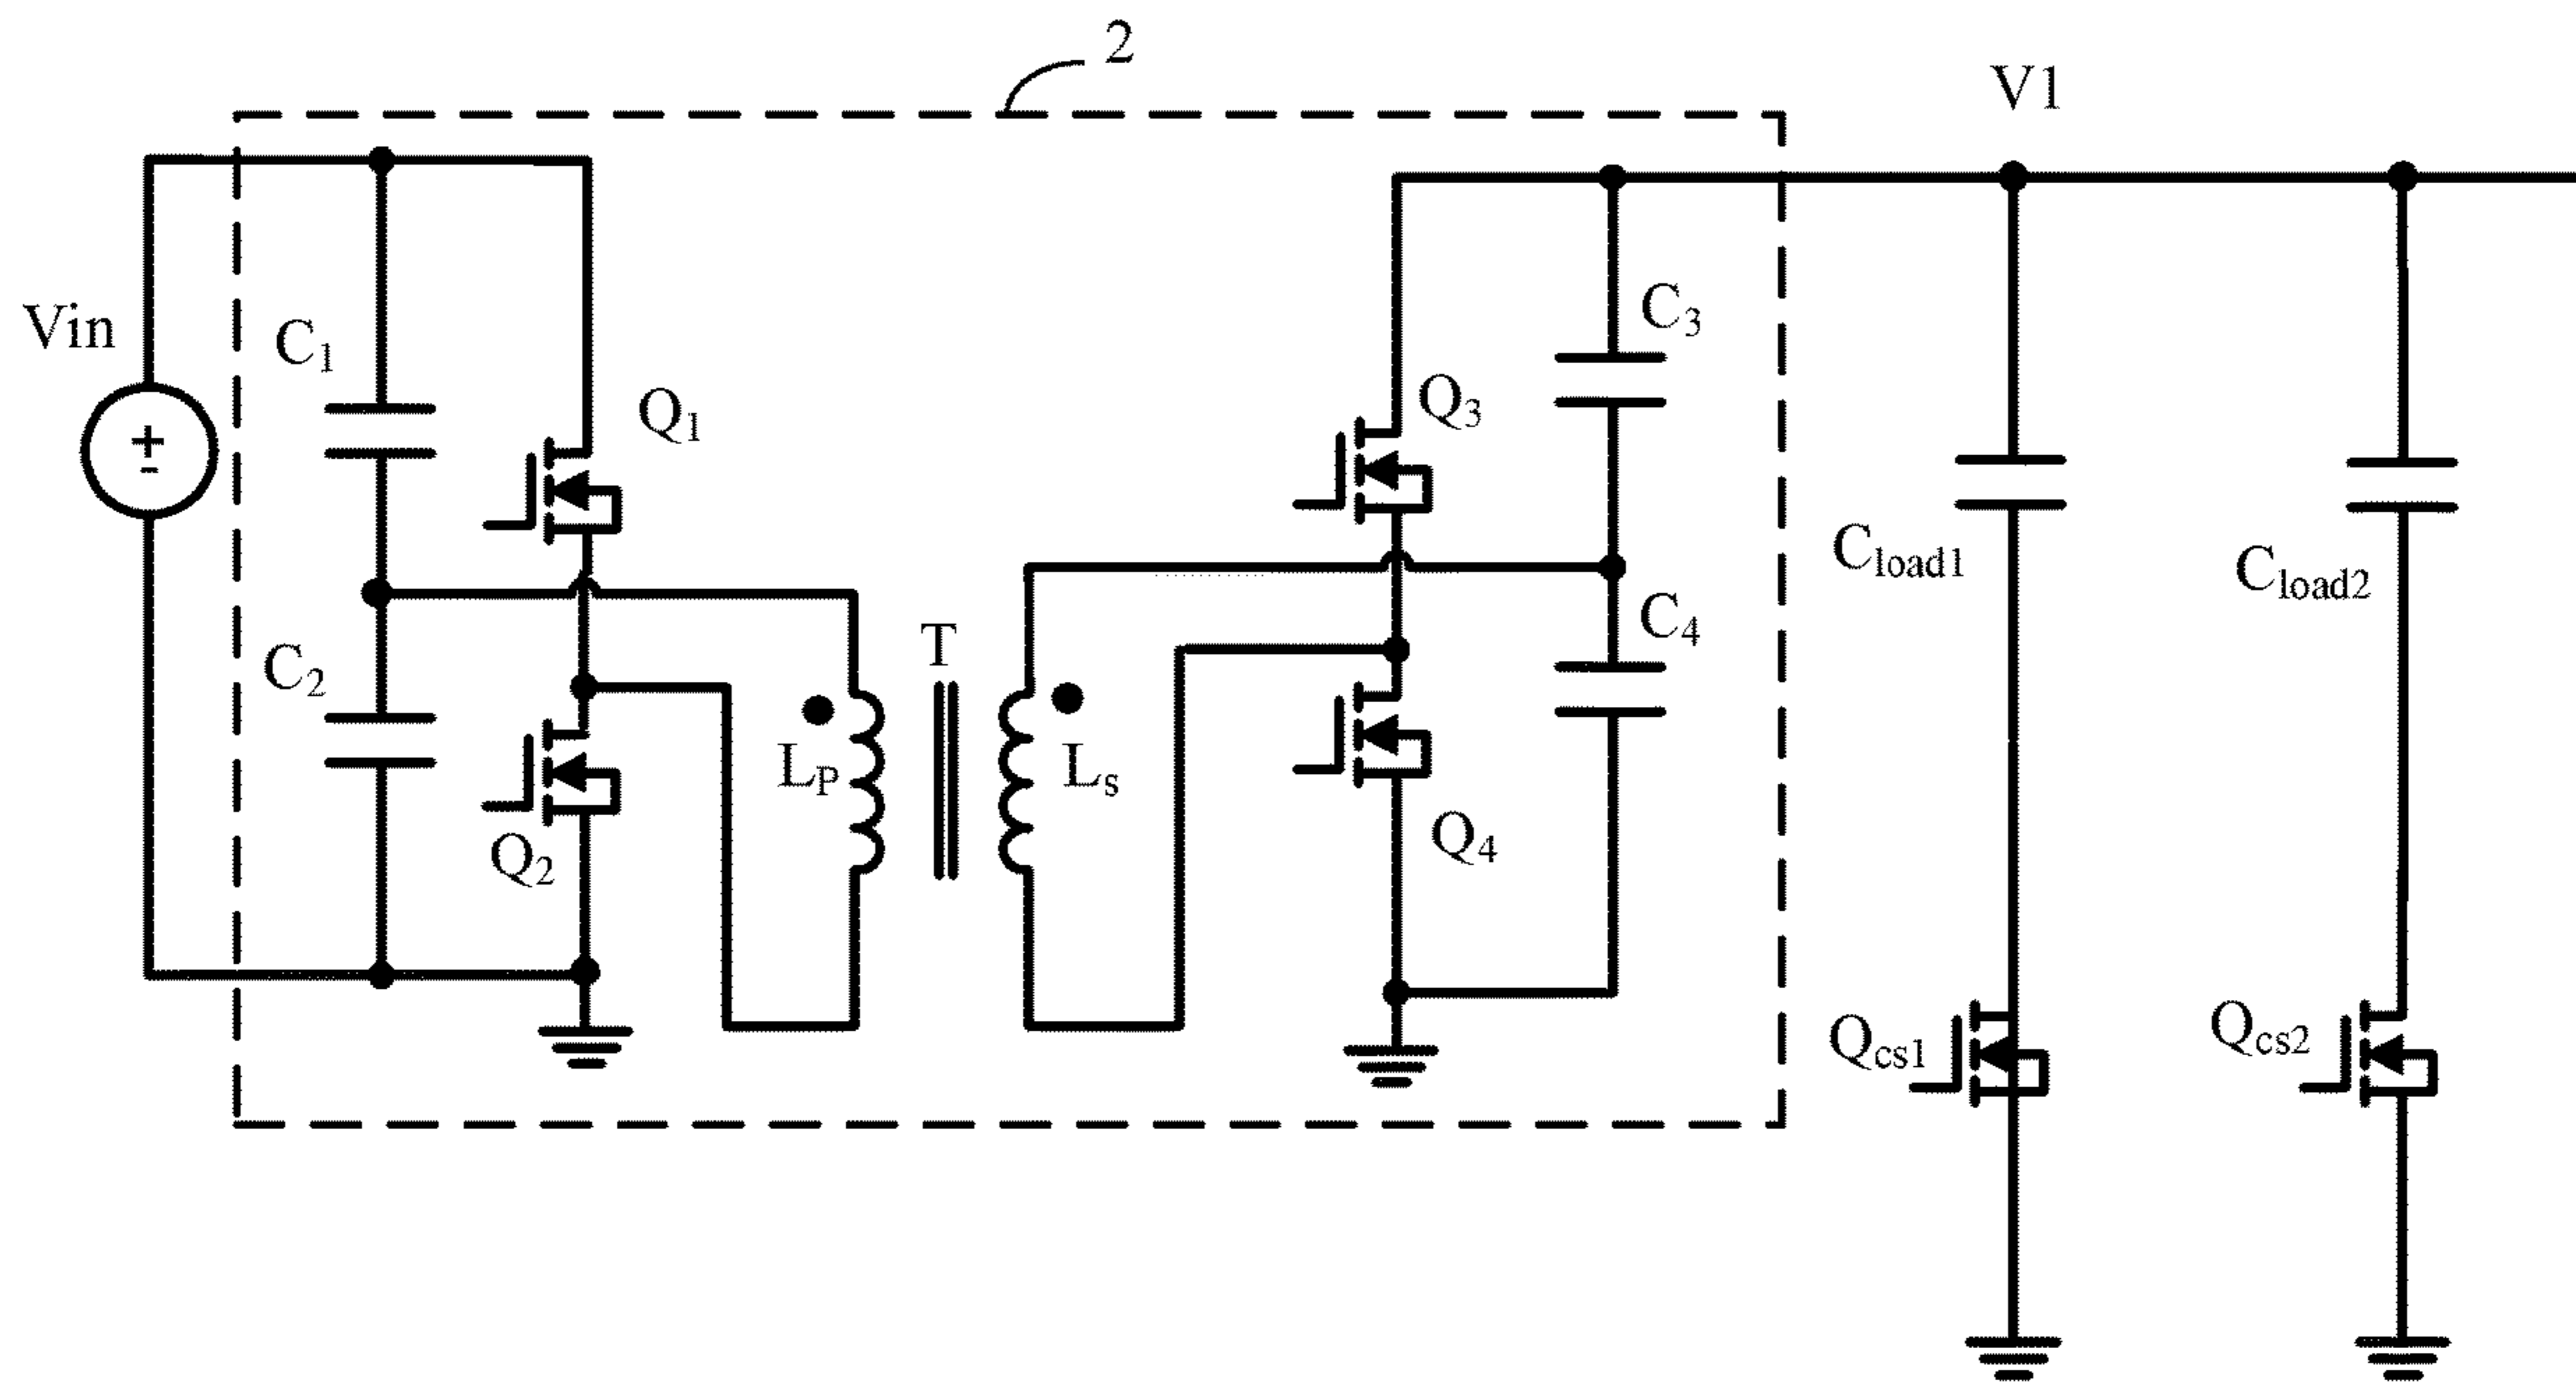 2
V1
Vin
+
-
C1
Q1
C2
Q2
LP
T
Ls
Q3
C3
C4
Q4
Cload1
Cload2
Qcs1
Qcs2